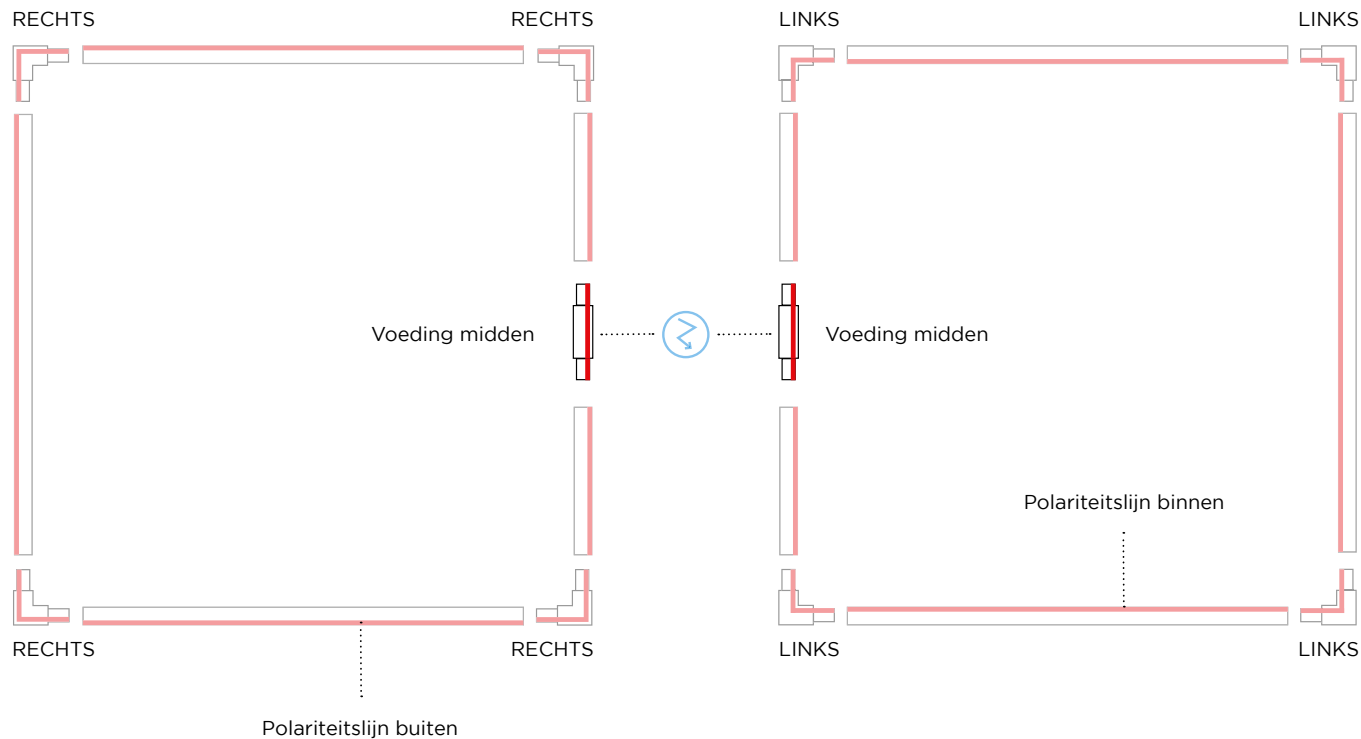 RECHTS RECHTS LINKS LINKS
Voeding midden Voeding midden
Polariteitslijn binnen
RECHTS RECHTS LINKS LINKS
Polariteitslijn buiten